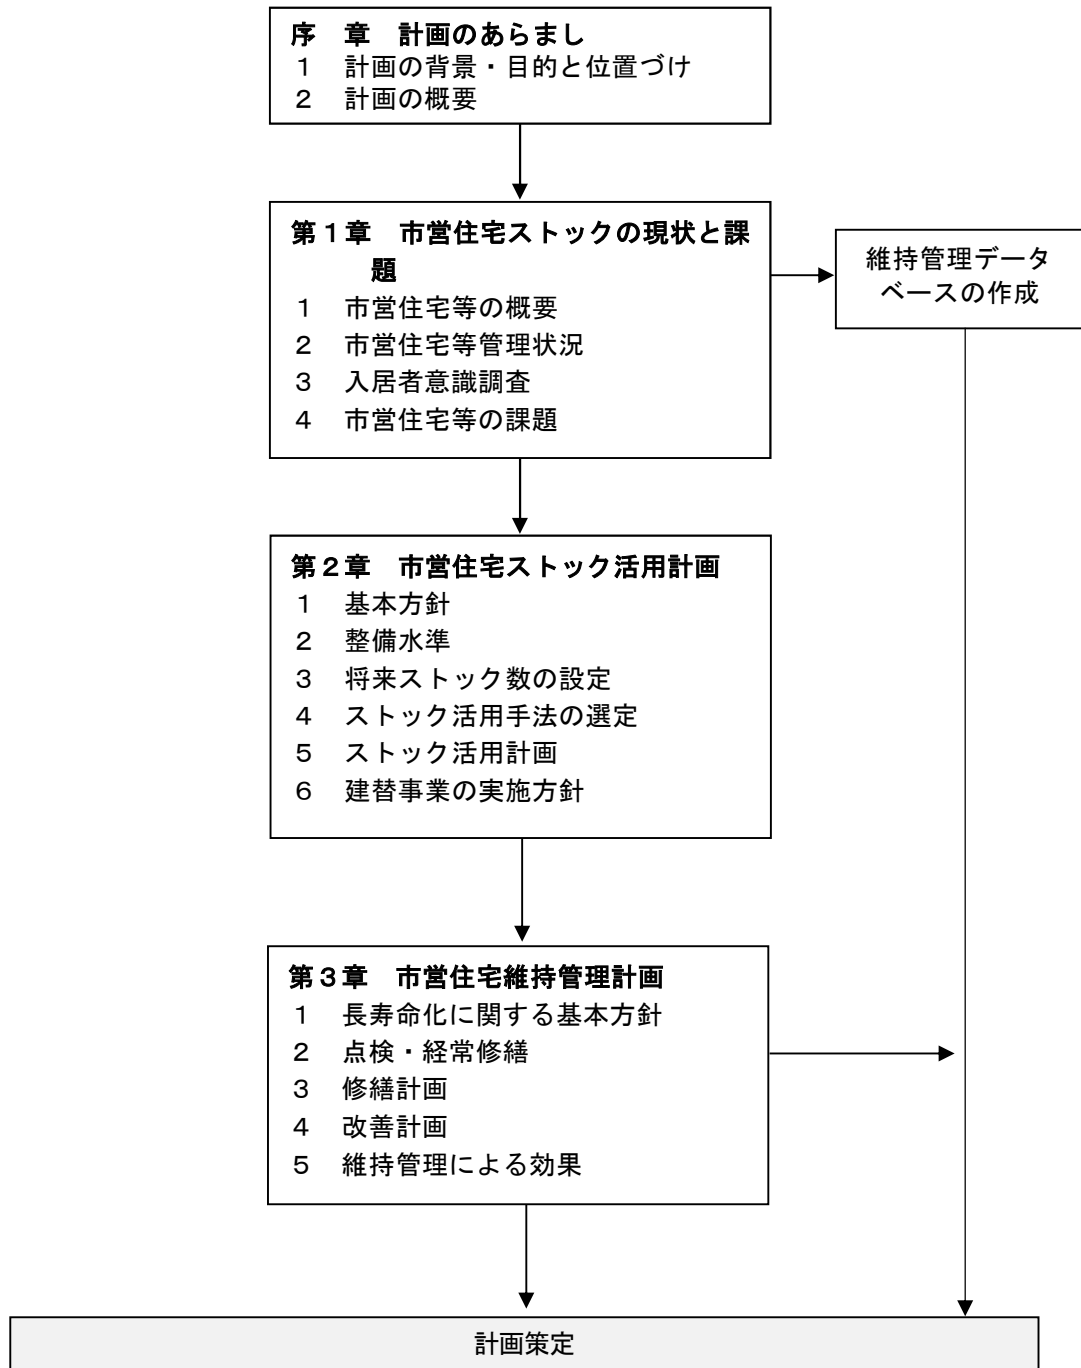 序　章　計画のあらまし
１　計画の背景・目的と位置づけ
２　計画の概要
第１章　市営住宅ストックの現状と課
題
１　市営住宅等の概要
２　市営住宅等管理状況
３　入居者意識調査
４　市営住宅等の課題
維持管理データ
ベースの作成
第２章　市営住宅ストック活用計画
１　基本方針
２　整備水準
３　将来ストック数の設定
４　ストック活用手法の選定
５　ストック活用計画
６　建替事業の実施方針
第３章　市営住宅維持管理計画
１　長寿命化に関する基本方針
２　点検・経常修繕
３　修繕計画
４　改善計画
５　維持管理による効果
計画策定